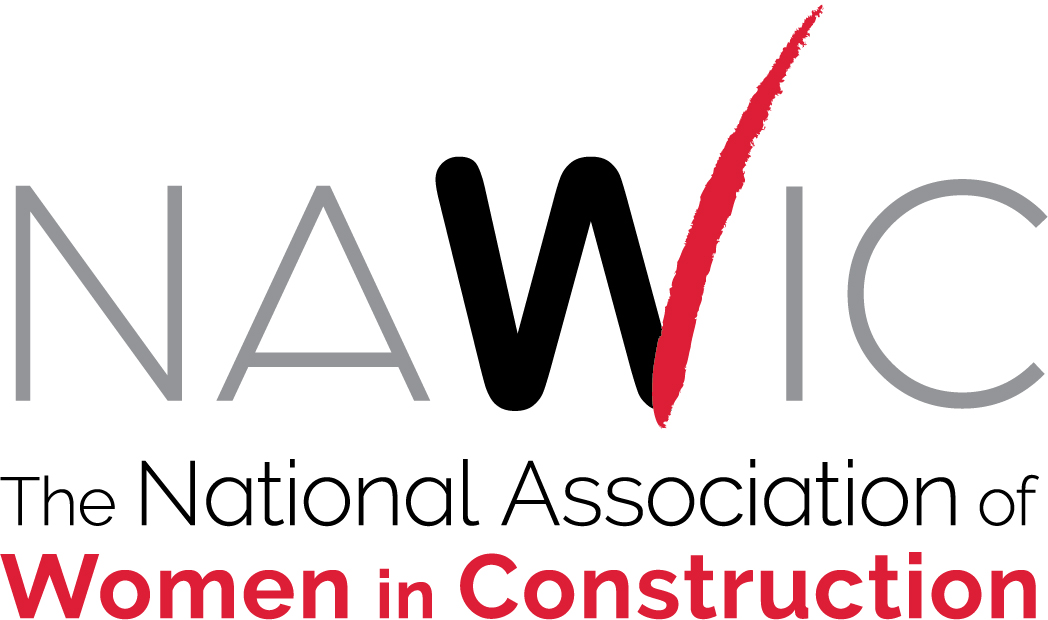 NAWIC
The National Association of
Women in Construction